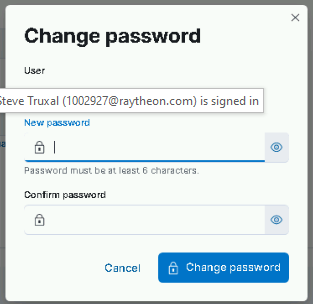 Change password
User
Steve Truxal (1002927@raytheon.com) is signed in
New password
Password must be at least 6 characters.
Confirm password
Cancel
Change password